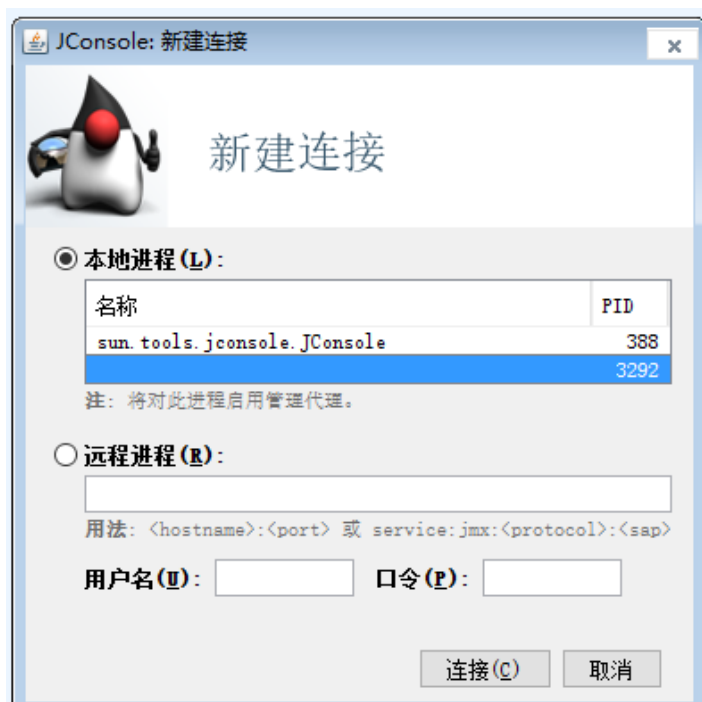 JConsole: 新建连接
新建连接
本地进程(L):
名称 PID
sun.tools.jconsole.JConsole 388
3292
注: 将对此进程启用管理代理。
远程进程(R):
用法: <hostname>:<port> 或 service:jmx:<protocol>:<sap>
用户名(U): 口令(P):
连接(C) 取消